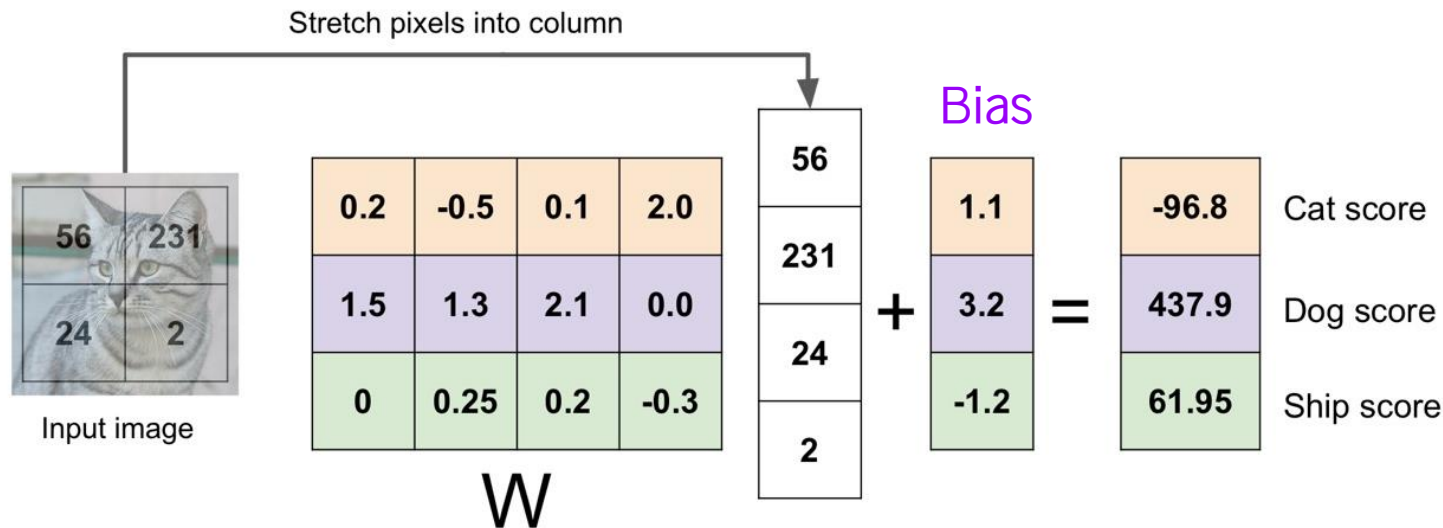 Stretch pixels into column
Bias
56 231
24 2
Input image
0.2 -0.5 0.1 2.0
1.5 1.3 2.1 0.0
0 0.25 0.2 -0.3
W
56
231
24
2
+
1.1
3.2
-1.2
=
-96.8 Cat score
437.9 Dog score
61.95 Ship score